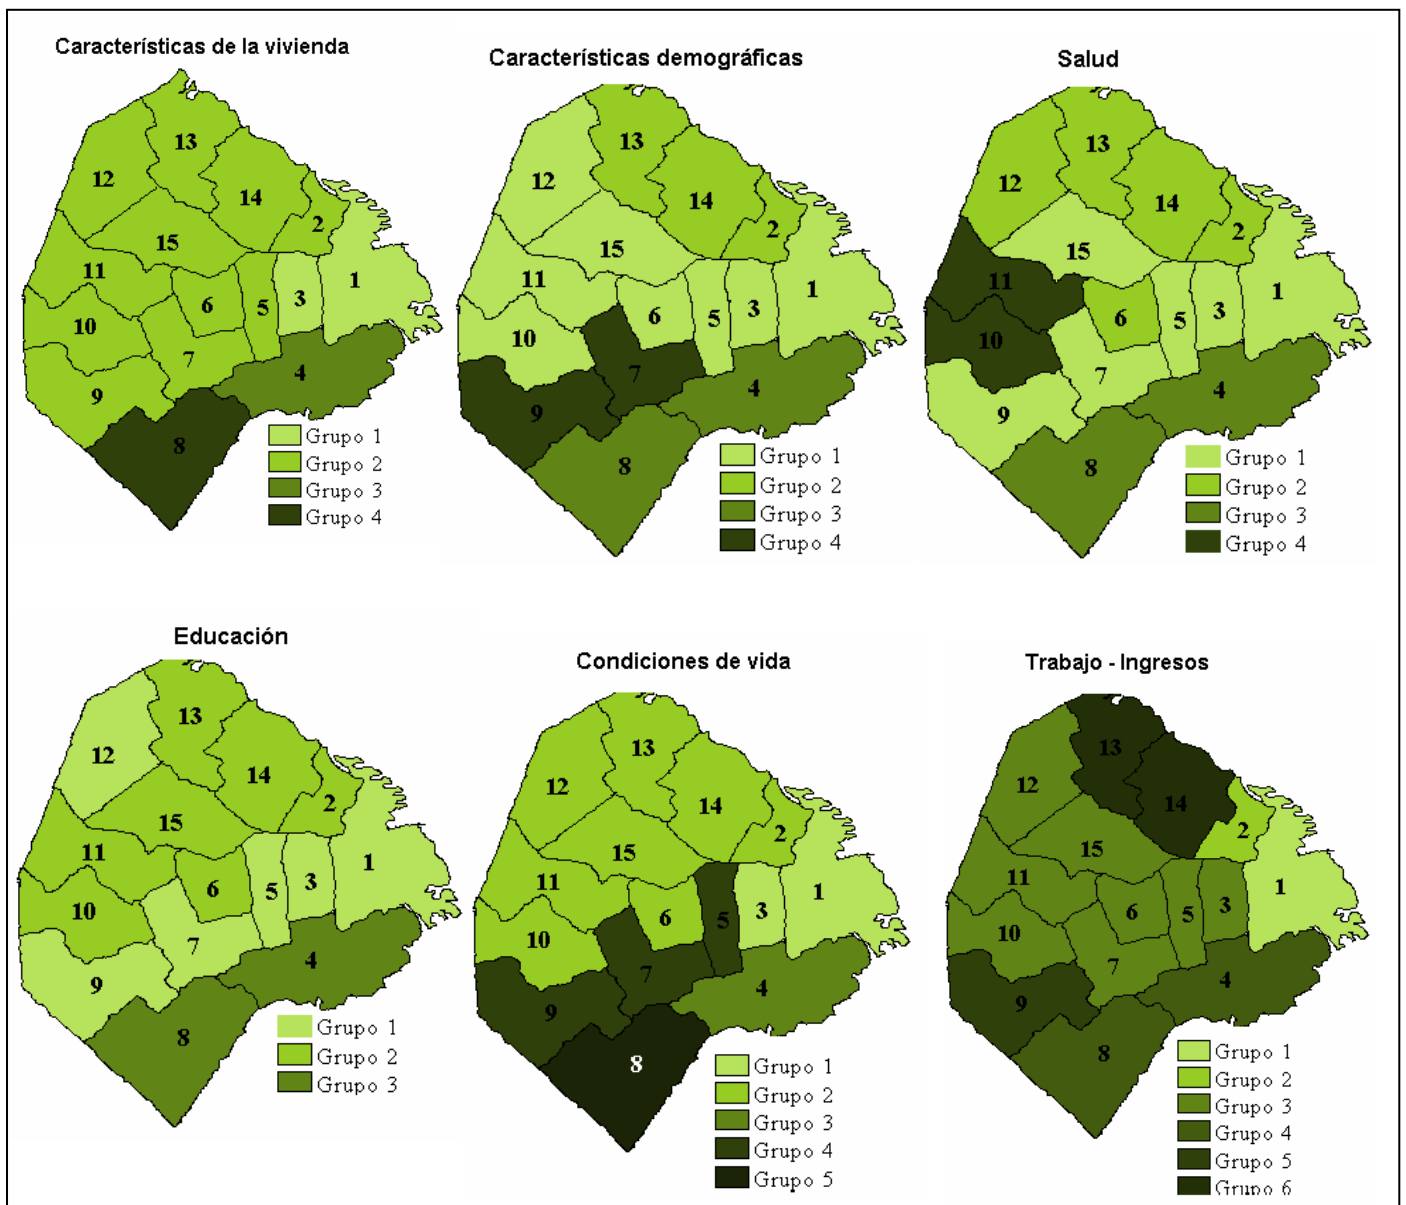 Características de la vivienda
13
12
14
2
15
11
1
3
6
5
10
7
4
9
8
Grupo 1
Grupo 2
Grupo 3
Grupo 4
Características demográficas
13
12
14
2
15
11
1
6
3
5
10
7
4
9
8
Grupo 1
Grupo 2
Grupo 3
Grupo 4
Salud
13
12
14
2
15
11
1
3
6
5
10
7
4
9
8
Grupo 1
Grupo 2
Grupo 3
Grupo 4
Educación
13
12
14
2
15
11
1
3
6
5
10
7
4
9
8
Grupo 1
Grupo 2
Grupo 3
Condiciones de vida
13
12
14
2
15
11
1
3
6
5
10
7
4
9
8
Grupo 1
Grupo 2
Grupo 3
Grupo 4
Grupo 5
Trabajo - Ingresos
13
12
14
2
15
11
1
3
6
5
10
7
4
9
8
Grupo 1
Grupo 2
Grupo 3
Grupo 4
Grupo 5
Grupo 6